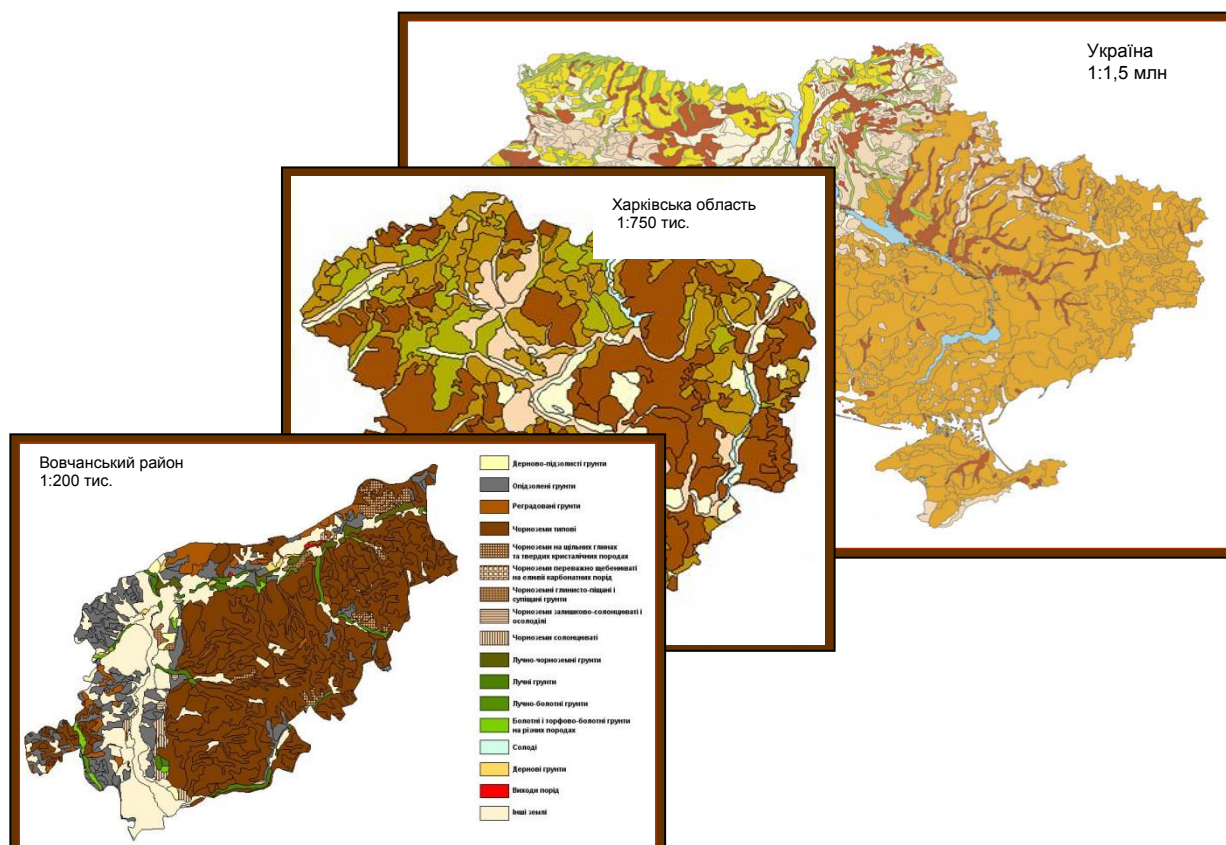 Україна
1:1,5 млн
Харківська область
1:750 тис.
Вовчанський район
1:200 тис.
Дерново-підзолисті грунти
Опідзолені грунти
Реградовані грунти
Чорноземи типові
Чорноземи на щільних глинах
та твердих кристалічних породах
Чорноземи переважно щебенюваті
на елювії карбонатних порід
Чорноземні глинисто-піщані і
супіщані грунти
Чорноземи залишково-солонцюваті і
осолоділі
Чорноземи солонцюваті
Лучно-чорноземні грунти
Лучні грунти
Лучно-болотні грунти
Болотні і торфово-болотні грунти
на різних породах
Солоді
Дернові грунти
Виходи порід
Інші землі